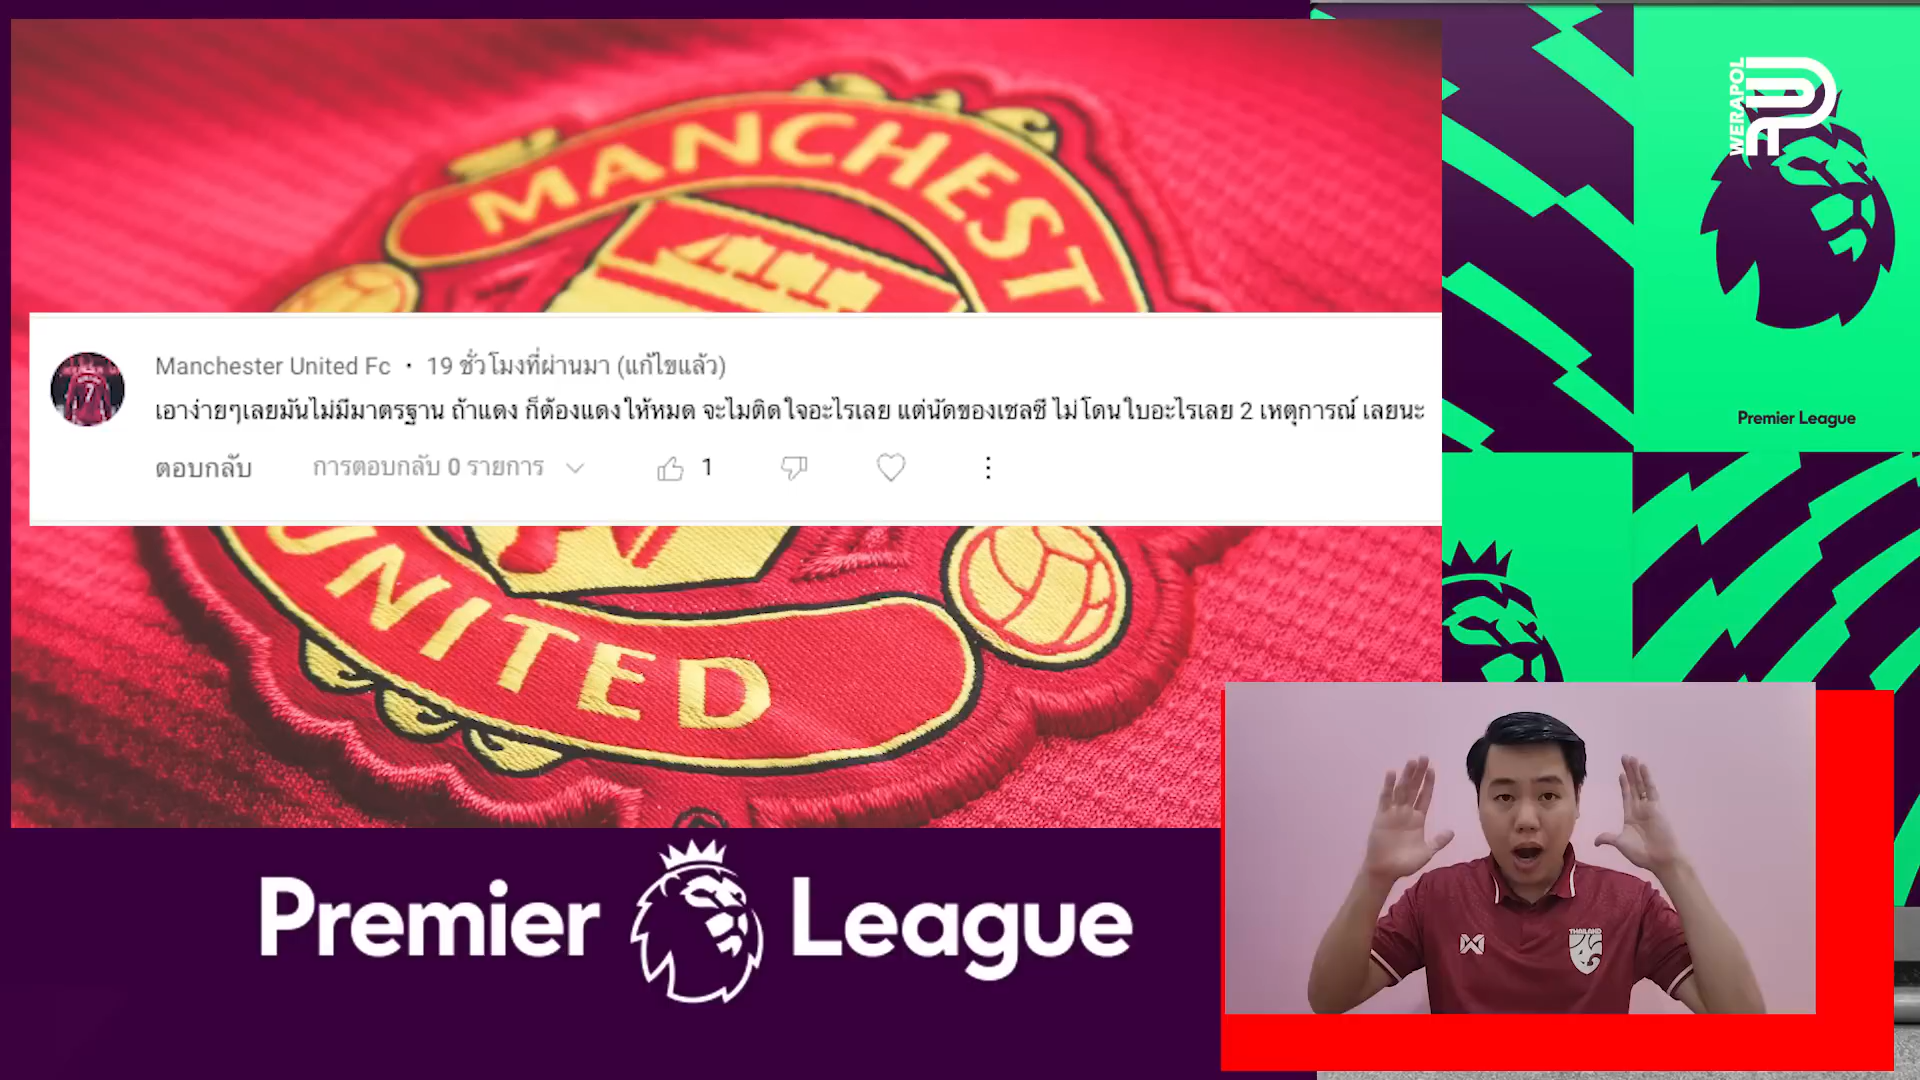 MANCHEST
UNITED
Manchester United Fc • 19 ชั่วโมงที่ผ่านมา (แก้ไขแล้ว)
เอาง่ายๆเลยมันไม่มีมาตรฐาน ถ้าแดง ก็ต้องแดงให้หมด จะไมติดใจอะไรเลย แต่นัดของเชลซี ไม่โดนใบอะไรเลย 2 เหตุการณ์ เลยนะ
ตอบกลับ การตอบกลับ 0 รายการ 1
WERAPOL
Premier League
Premier League
THAILAND
7